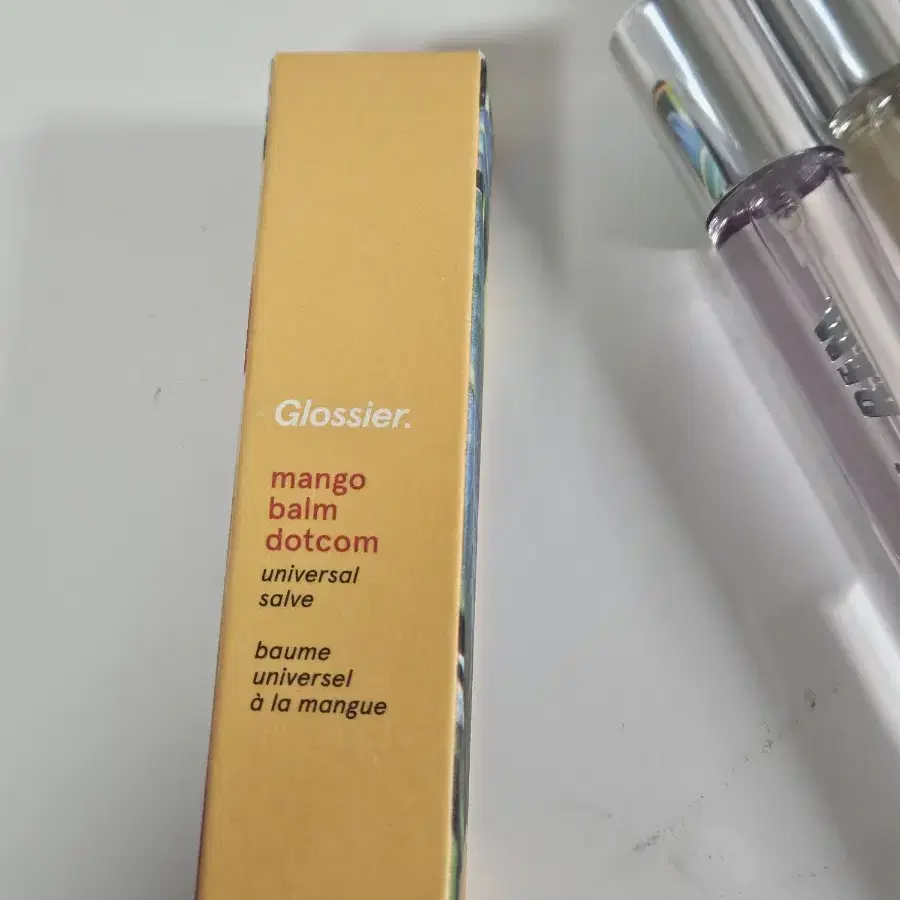 Glossier.
mango
balm
dotcom
universal
salve
baume
universel
à la mangue